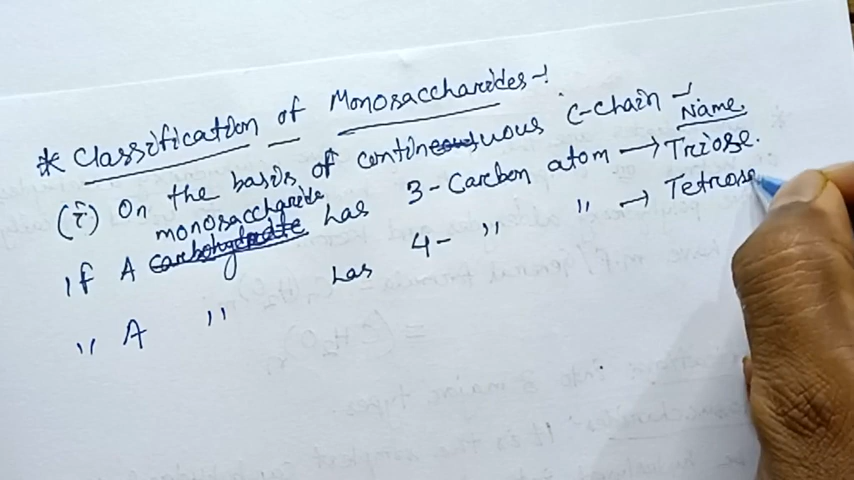 * Classification of Monosaccharides -:
(i) On the basis of continuous C-chain -
Name
If A monosaccharide has 3-Carbon atom → Triose.
" A " has 4- " " → Tetrose